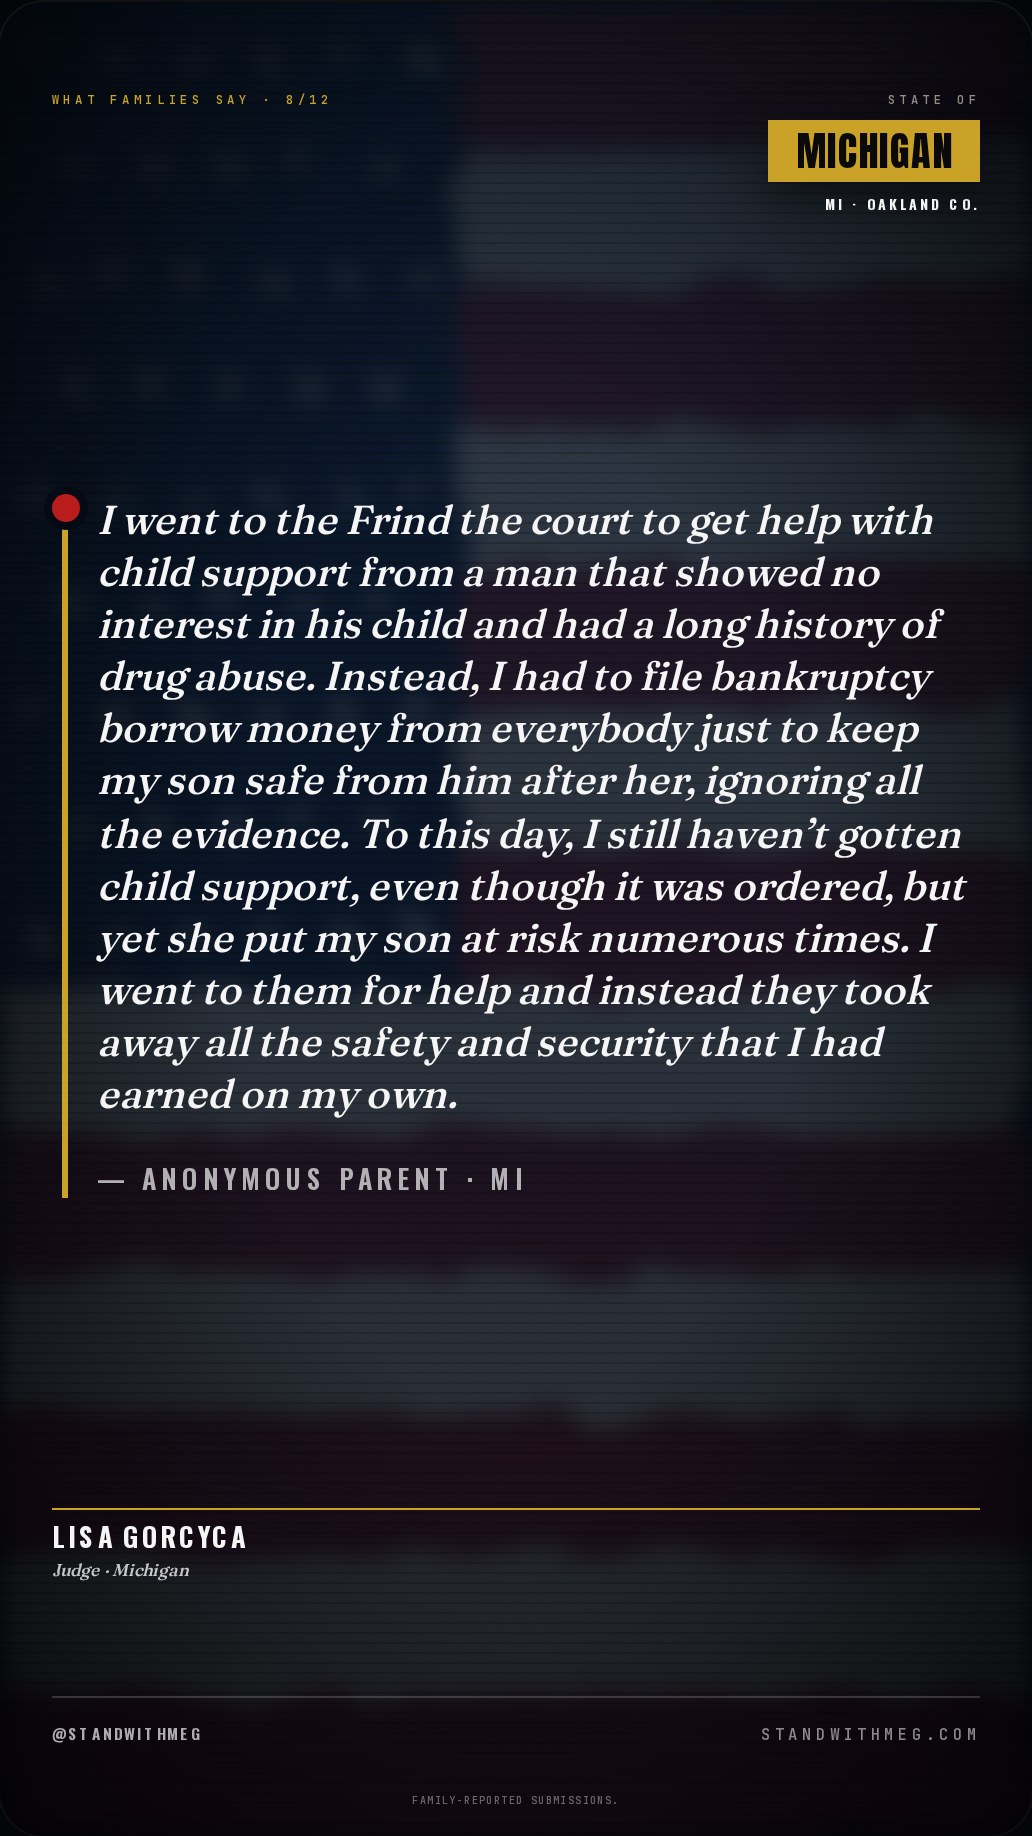 WHAT FAMILIES SAY · 8/12
STATE OF
MICHIGAN
MI · OAKLAND CO.
I went to the Frind the court to get help with
child support from a man that showed no
interest in his child and had a long history of
drug abuse. Instead, I had to file bankruptcy
borrow money from everybody just to keep
my son safe from him after her, ignoring all
the evidence. To this day, I still haven’t gotten
child support, even though it was ordered, but
yet she put my son at risk numerous times. I
went to them for help and instead they took
away all the safety and security that I had
earned on my own.
— ANONYMOUS PARENT · MI
LISA GORCYCA
Judge · Michigan
@STANDWITHMEG
STANDWITHMEG.COM
FAMILY-REPORTED SUBMISSIONS.